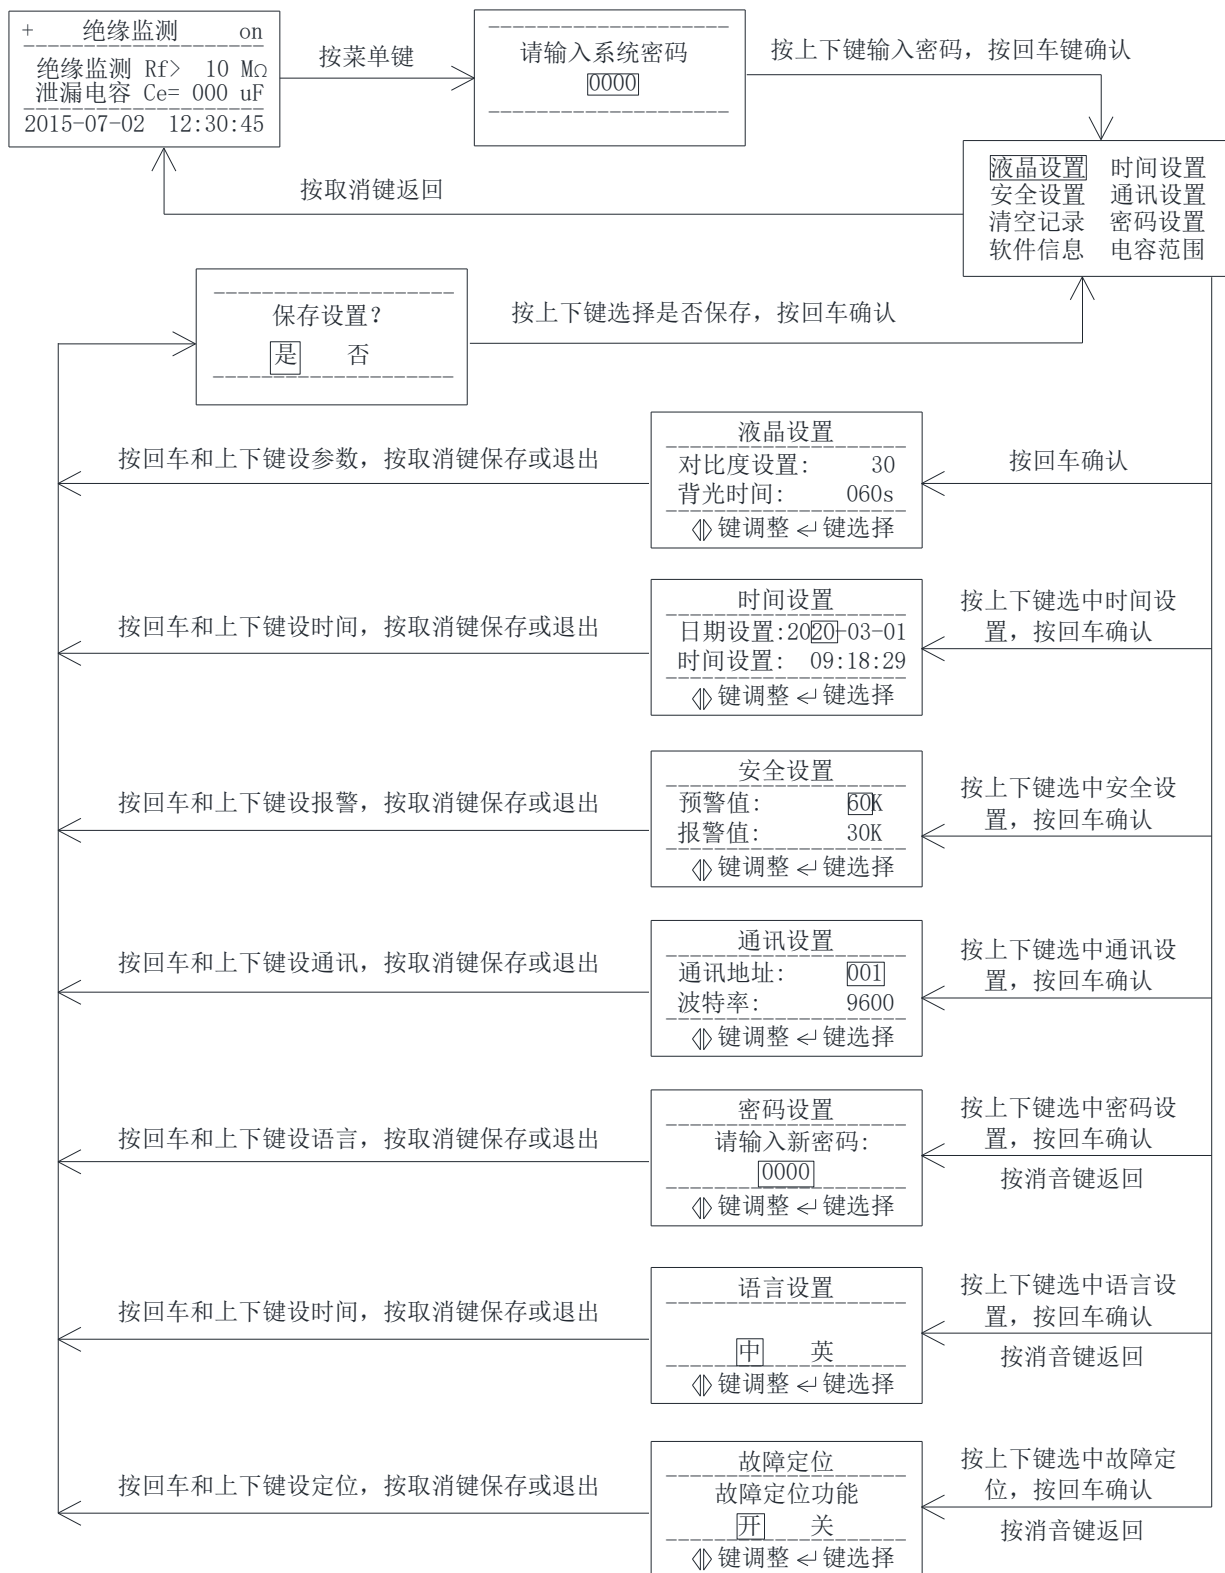 + 绝缘监测 on
绝缘监测 Rf> 10 MΩ
泄漏电容 Ce= 000 uF
2015-07-02 12:30:45
按菜单键
请输入系统密码
0000
按上下键输入密码，按回车键确认
液晶设置 时间设置
安全设置 通讯设置
清空记录 密码设置
软件信息 电容范围
按取消键返回
保存设置？
是 否
按上下键选择是否保存，按回车确认
按回车和上下键设参数，按取消键保存或退出
液晶设置
对比度设置: 30
背光时间: 060s
键调整 键选择
按回车确认
按回车和上下键设时间，按取消键保存或退出
时间设置
日期设置:2020-03-01
时间设置: 09:18:29
键调整 键选择
按上下键选中时间设
置，按回车确认
按回车和上下键设报警，按取消键保存或退出
安全设置
预警值: 60K
报警值: 30K
键调整 键选择
按上下键选中安全设
置，按回车确认
按回车和上下键设通讯，按取消键保存或退出
通讯设置
通讯地址: 001
波特率: 9600
键调整 键选择
按上下键选中通讯设
置，按回车确认
按回车和上下键设语言，按取消键保存或退出
密码设置
请输入新密码:
0000
键调整 键选择
按上下键选中密码设
置，按回车确认
按消音键返回
按回车和上下键设时间，按取消键保存或退出
语言设置
中 英
键调整 键选择
按上下键选中语言设
置，按回车确认
按消音键返回
按回车和上下键设定位，按取消键保存或退出
故障定位
故障定位功能
开 关
键调整 键选择
按上下键选中故障定
位，按回车确认
按消音键返回